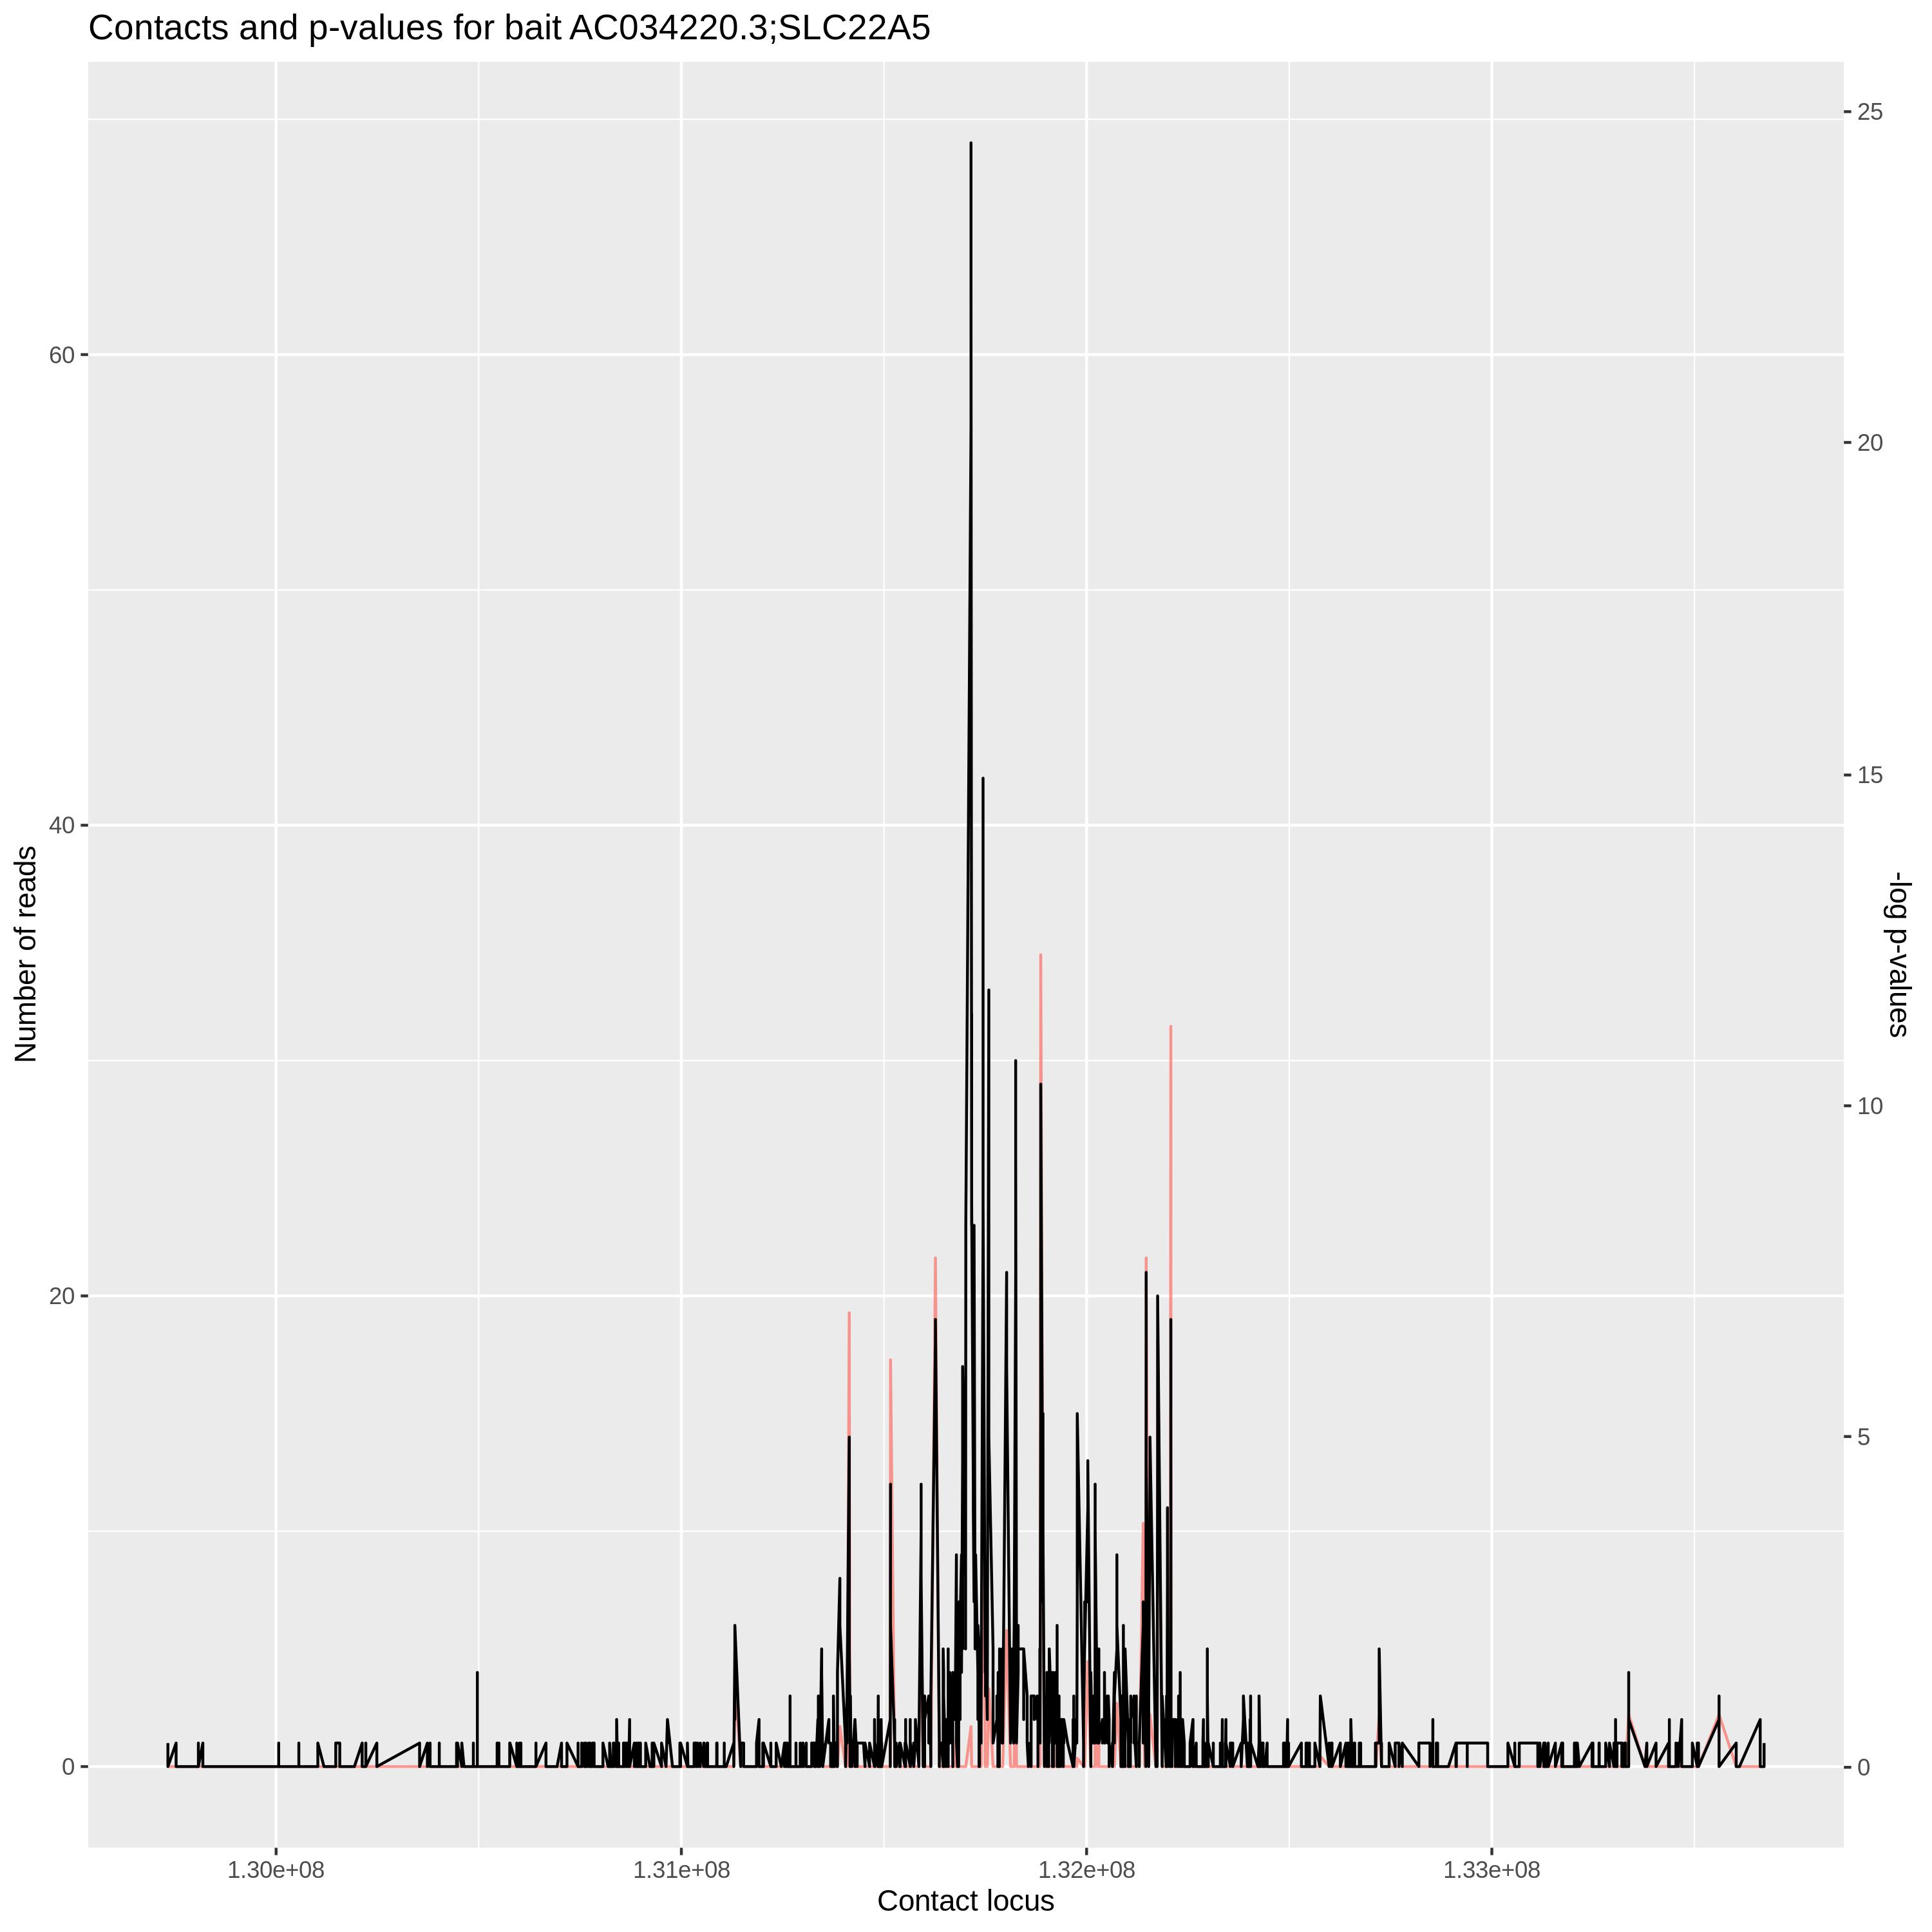 Contacts and p-values for bait AC034220.3;SLC22A5
25
60
20
15
40
Number of reads
-log p-values
10
20
5
0
0
1.30e+08 1.31e+08 1.32e+08 1.33e+08
Contact locus